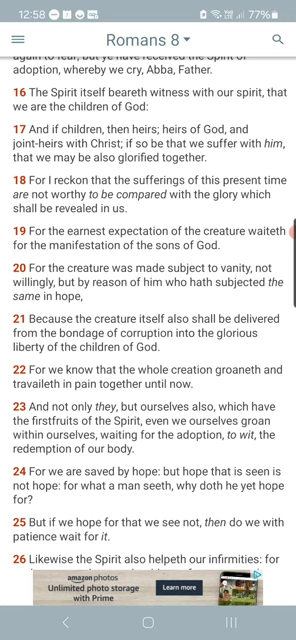 12:58
77%
Romans 8
again to fear, but ye have received the Spirit of
adoption, whereby we cry, Abba, Father.
16 The Spirit itself beareth witness with our spirit, that
we are the children of God:
17 And if children, then heirs; heirs of God, and
joint-heirs with Christ; if so be that we suffer with him,
that we may be also glorified together.
18 For I reckon that the sufferings of this present time
are not worthy to be compared with the glory which
shall be revealed in us.
19 For the earnest expectation of the creature waiteth
for the manifestation of the sons of God.
20 For the creature was made subject to vanity, not
willingly, but by reason of him who hath subjected the
same in hope,
21 Because the creature itself also shall be delivered
from the bondage of corruption into the glorious
liberty of the children of God.
22 For we know that the whole creation groaneth and
travaileth in pain together until now.
23 And not only they, but ourselves also, which have
the firstfruits of the Spirit, even we ourselves groan
within ourselves, waiting for the adoption, to wit, the
redemption of our body.
24 For we are saved by hope: but hope that is seen is
not hope: for what a man seeth, why doth he yet hope
for?
25 But if we hope for that we see not, then do we with
patience wait for it.
26 Likewise the Spirit also helpeth our infirmities: for
amazon photos
Unlimited photo storage
with Prime
Learn more